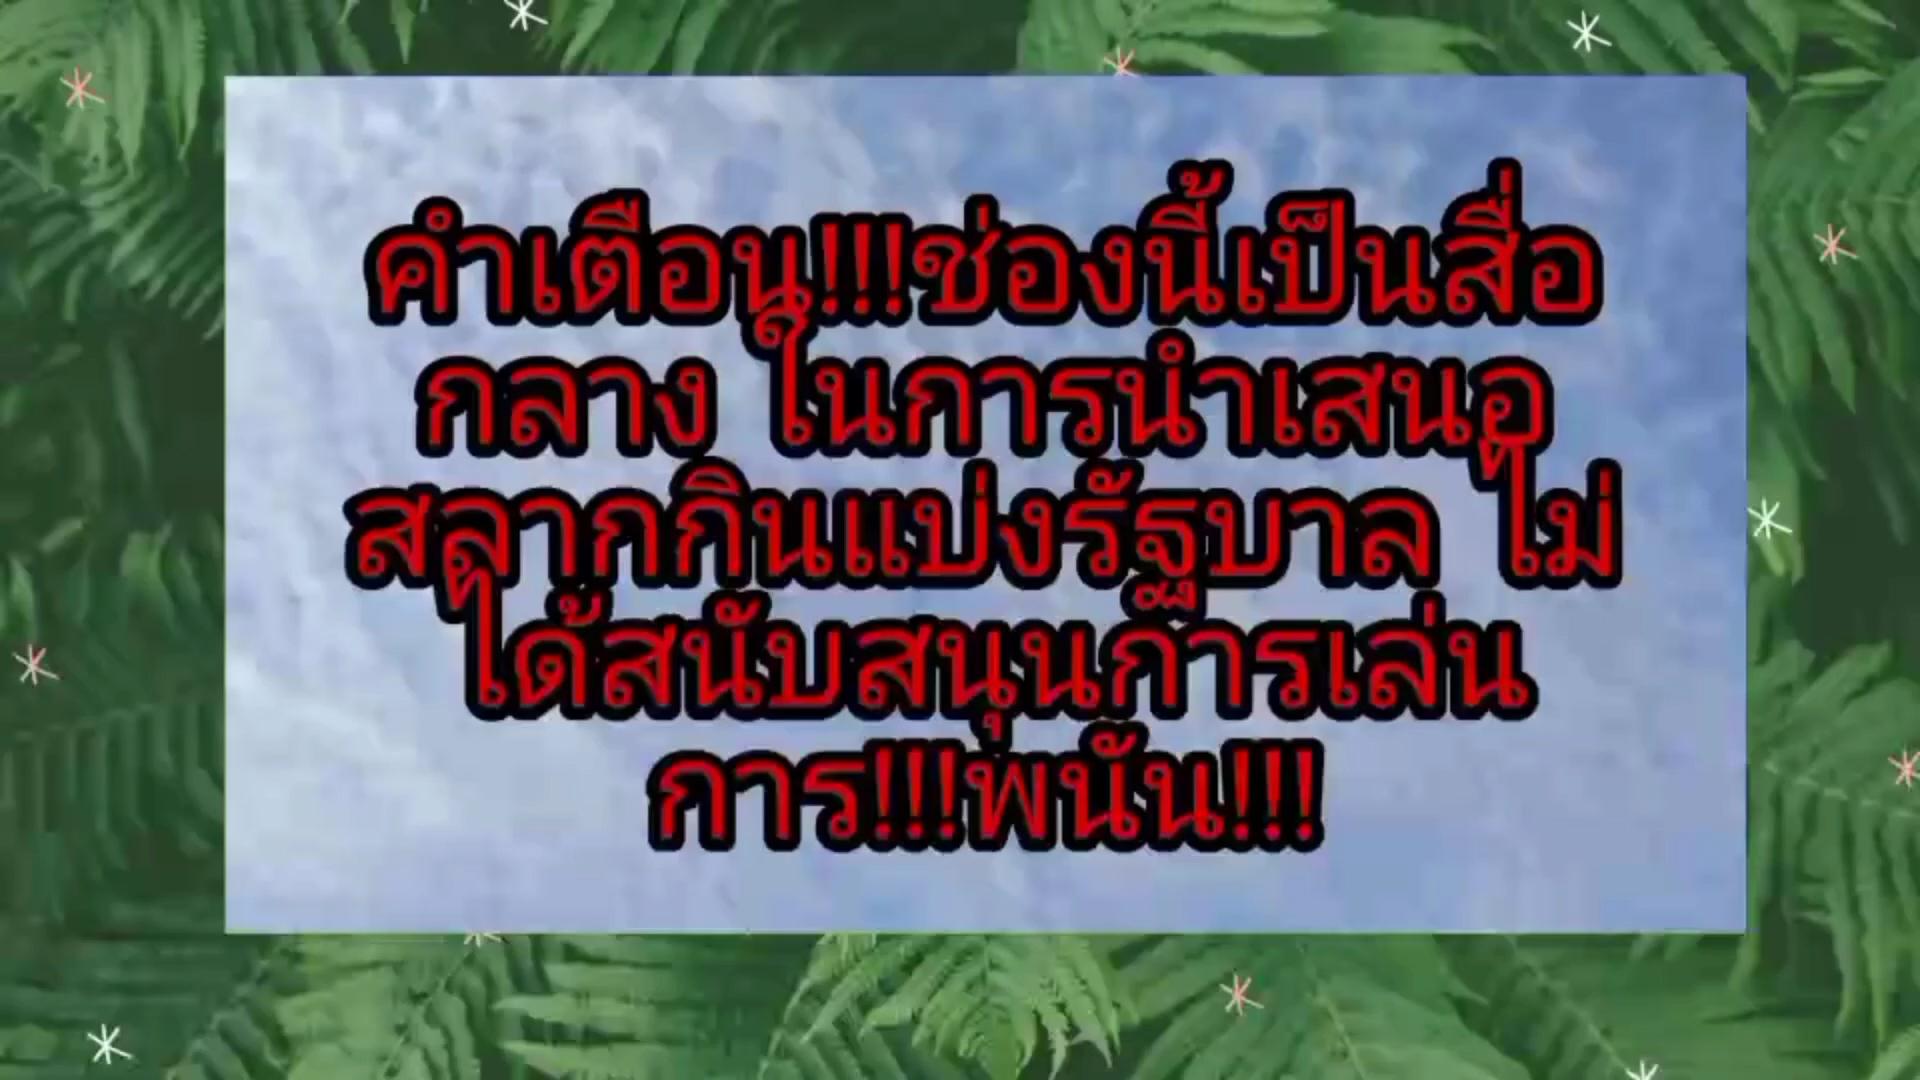 คำเตือน!!!ช่องนี้เป็นสื่อ
กลาง ในการนำเสนอ
สลากกินแบ่งรัฐบาล ไม่
ได้สนับสนุนการเล่น
การ!!!พนัน!!!